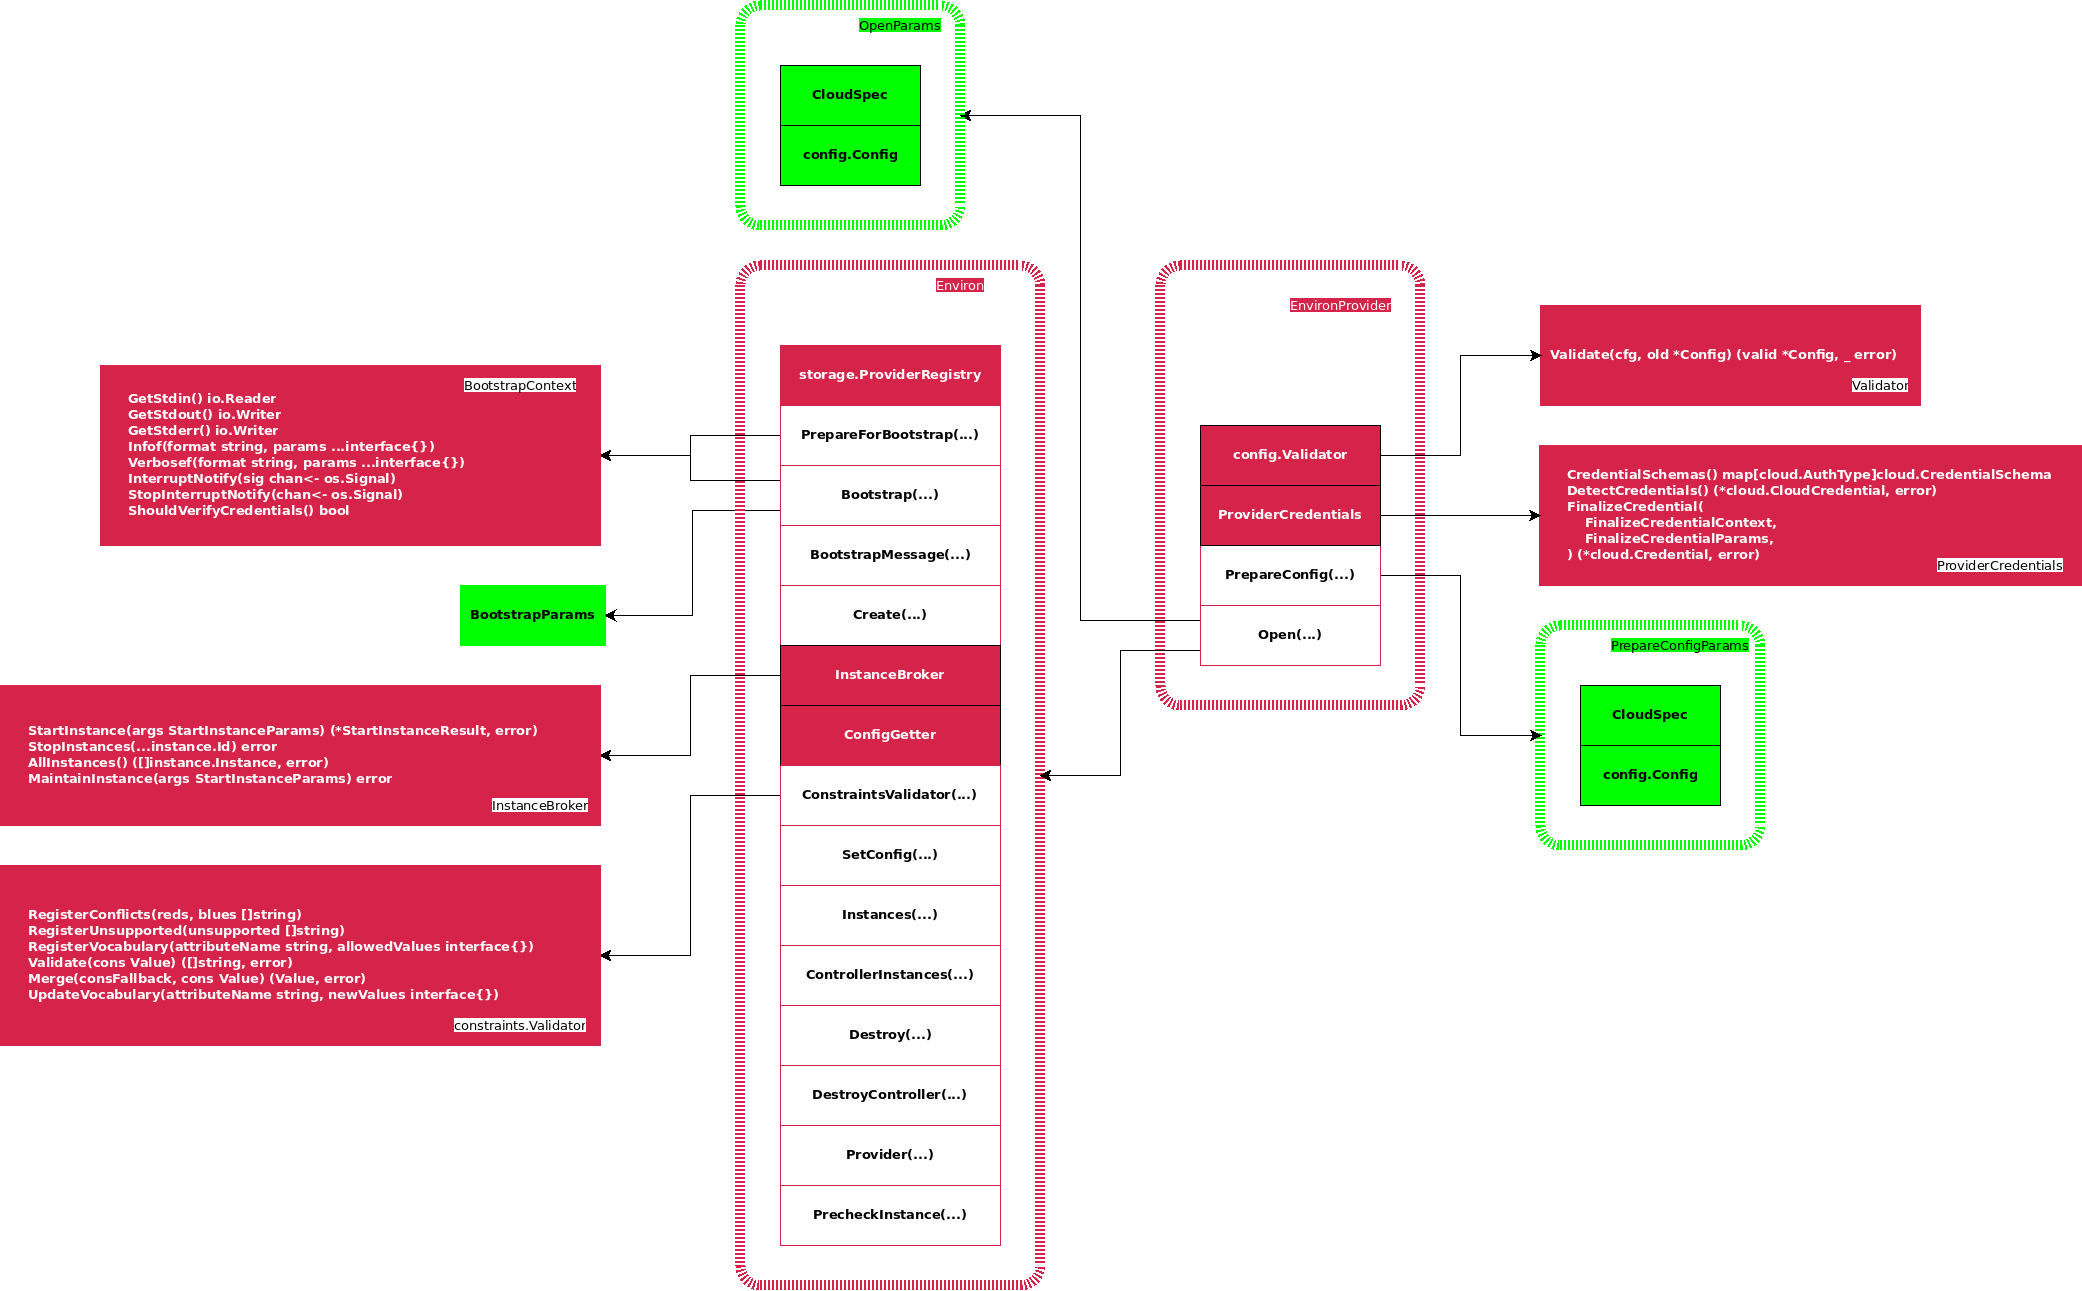 OpenParams
CloudSpec
config.Config
Environ
storage.ProviderRegistry
PrepareForBootstrap(...)
Bootstrap(...)
BootstrapMessage(...)
Create(...)
InstanceBroker
ConfigGetter
ConstraintsValidator(...)
SetConfig(...)
Instances(...)
ControllerInstances(...)
Destroy(...)
DestroyController(...)
Provider(...)
PrecheckInstance(...)
BootstrapContext
GetStdin() io.Reader
GetStdout() io.Writer
GetStderr() io.Writer
Infof(format string, params ...interface{})
Verbosef(format string, params ...interface{})
InterruptNotify(sig chan<- os.Signal)
StopInterruptNotify(chan<- os.Signal)
ShouldVerifyCredentials() bool
BootstrapParams
StartInstance(args StartInstanceParams) (*StartInstanceResult, error)
StopInstances(...instance.Id) error
AllInstances() ([]instance.Instance, error)
MaintainInstance(args StartInstanceParams) error
InstanceBroker
RegisterConflicts(reds, blues []string)
RegisterUnsupported(unsupported []string)
RegisterVocabulary(attributeName string, allowedValues interface{})
Validate(cons Value) ([]string, error)
Merge(consFallback, cons Value) (Value, error)
UpdateVocabulary(attributeName string, newValues interface{})
constraints.Validator
EnvironProvider
config.Validator
ProviderCredentials
PrepareConfig(...)
Open(...)
Validate(cfg, old *Config) (valid *Config, _ error)
Validator
CredentialSchemas() map[cloud.AuthType]cloud.CredentialSchema
DetectCredentials() (*cloud.CloudCredential, error)
FinalizeCredential(
FinalizeCredentialContext,
FinalizeCredentialParams,
) (*cloud.Credential, error)
ProviderCredentials
PrepareConfigParams
CloudSpec
config.Config